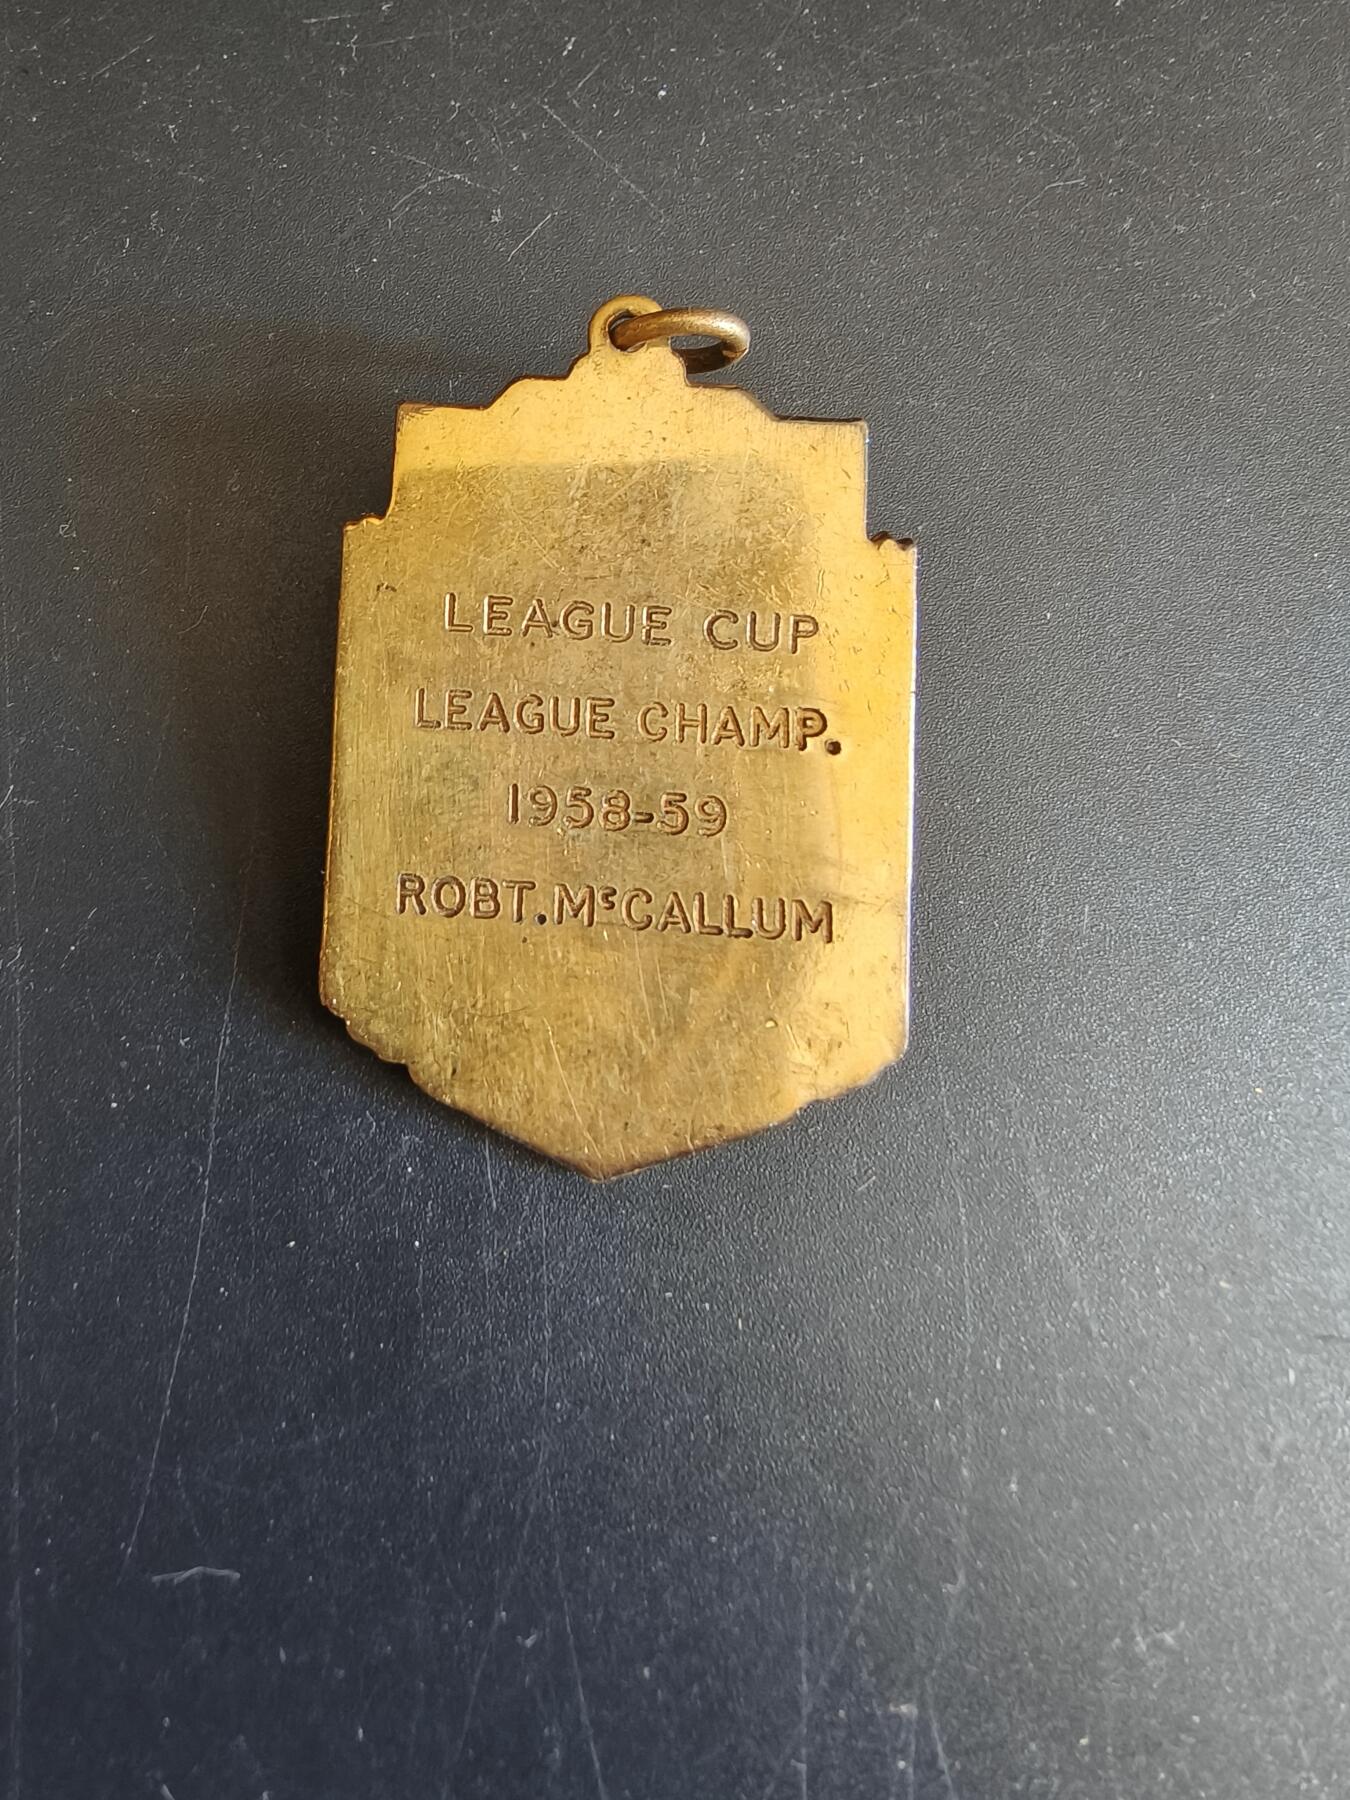 LEAGUE CUP
LEAGUE CHAMP.
1958-59
ROBT. McCALLUM